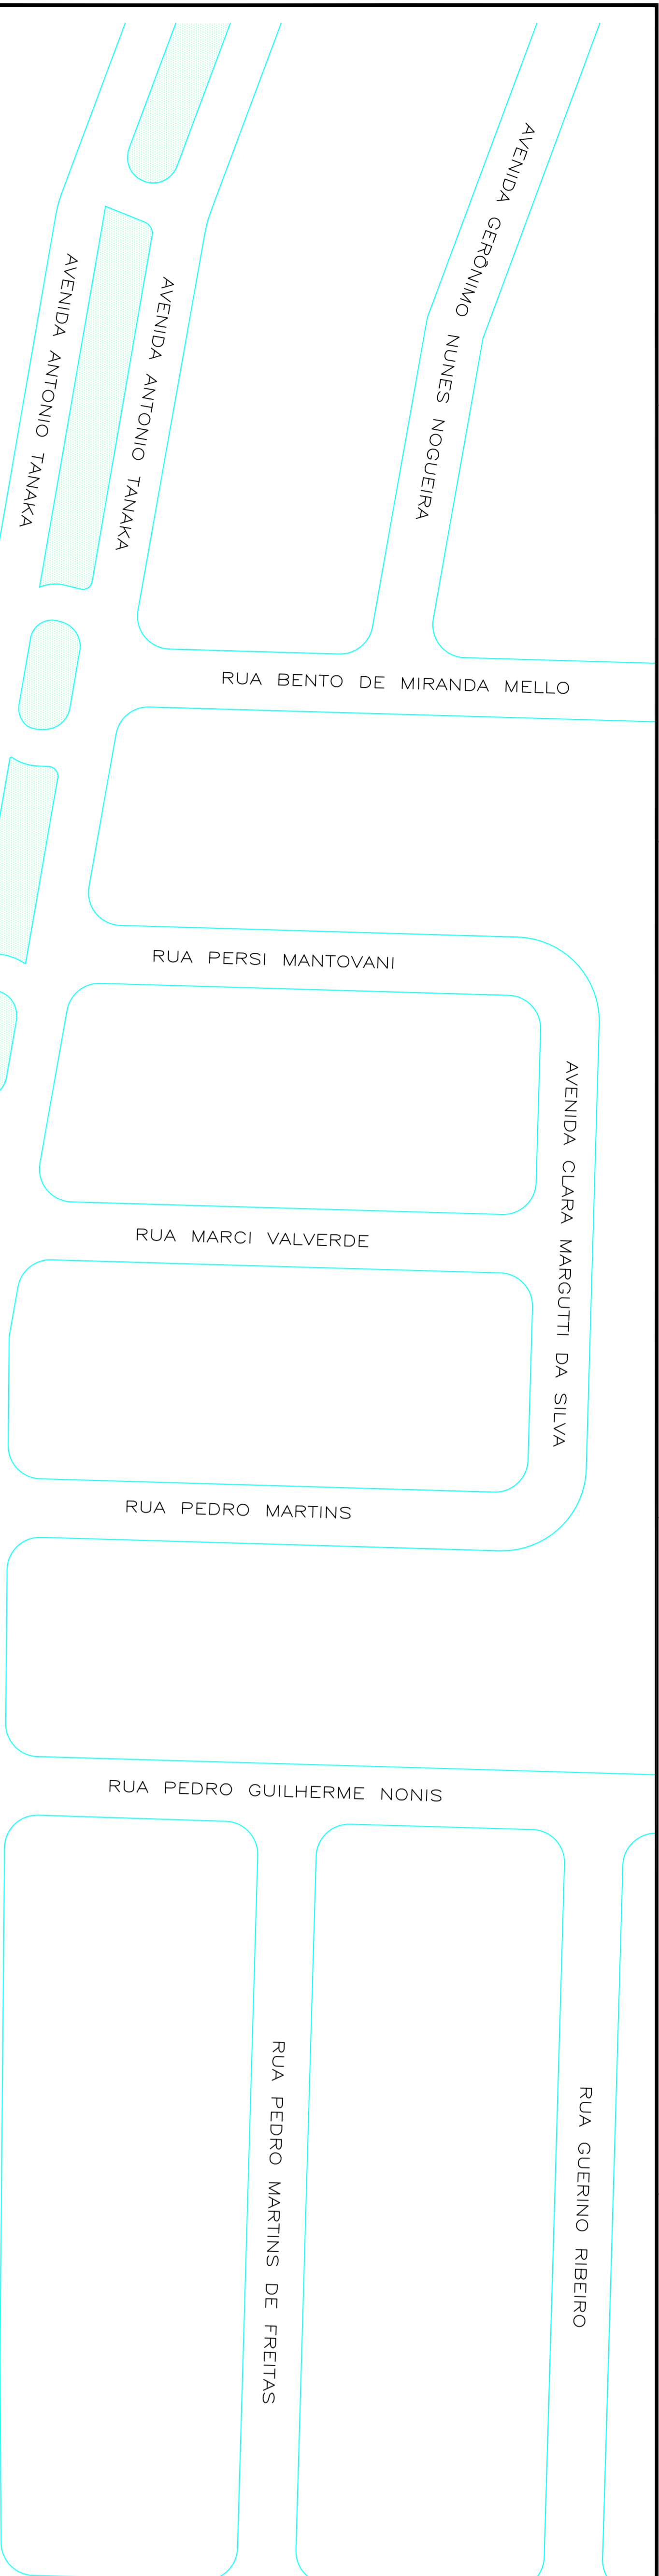 AVENIDA GERÔNIMO NUNES NOGUEIRA
AVENIDA ANTONIO TANAKA
AVENIDA ANTONIO TANAKA
RUA BENTO DE MIRANDA MELLO
RUA PERSI MANTOVANI
AVENIDA CLARA MARGUTTI DA SILVA
RUA MARCI VALVERDE
RUA PEDRO MARTINS
RUA PEDRO GUILHERME NONIS
RUA PEDRO MARTINS DE FREITAS
RUA GUERINO RIBEIRO